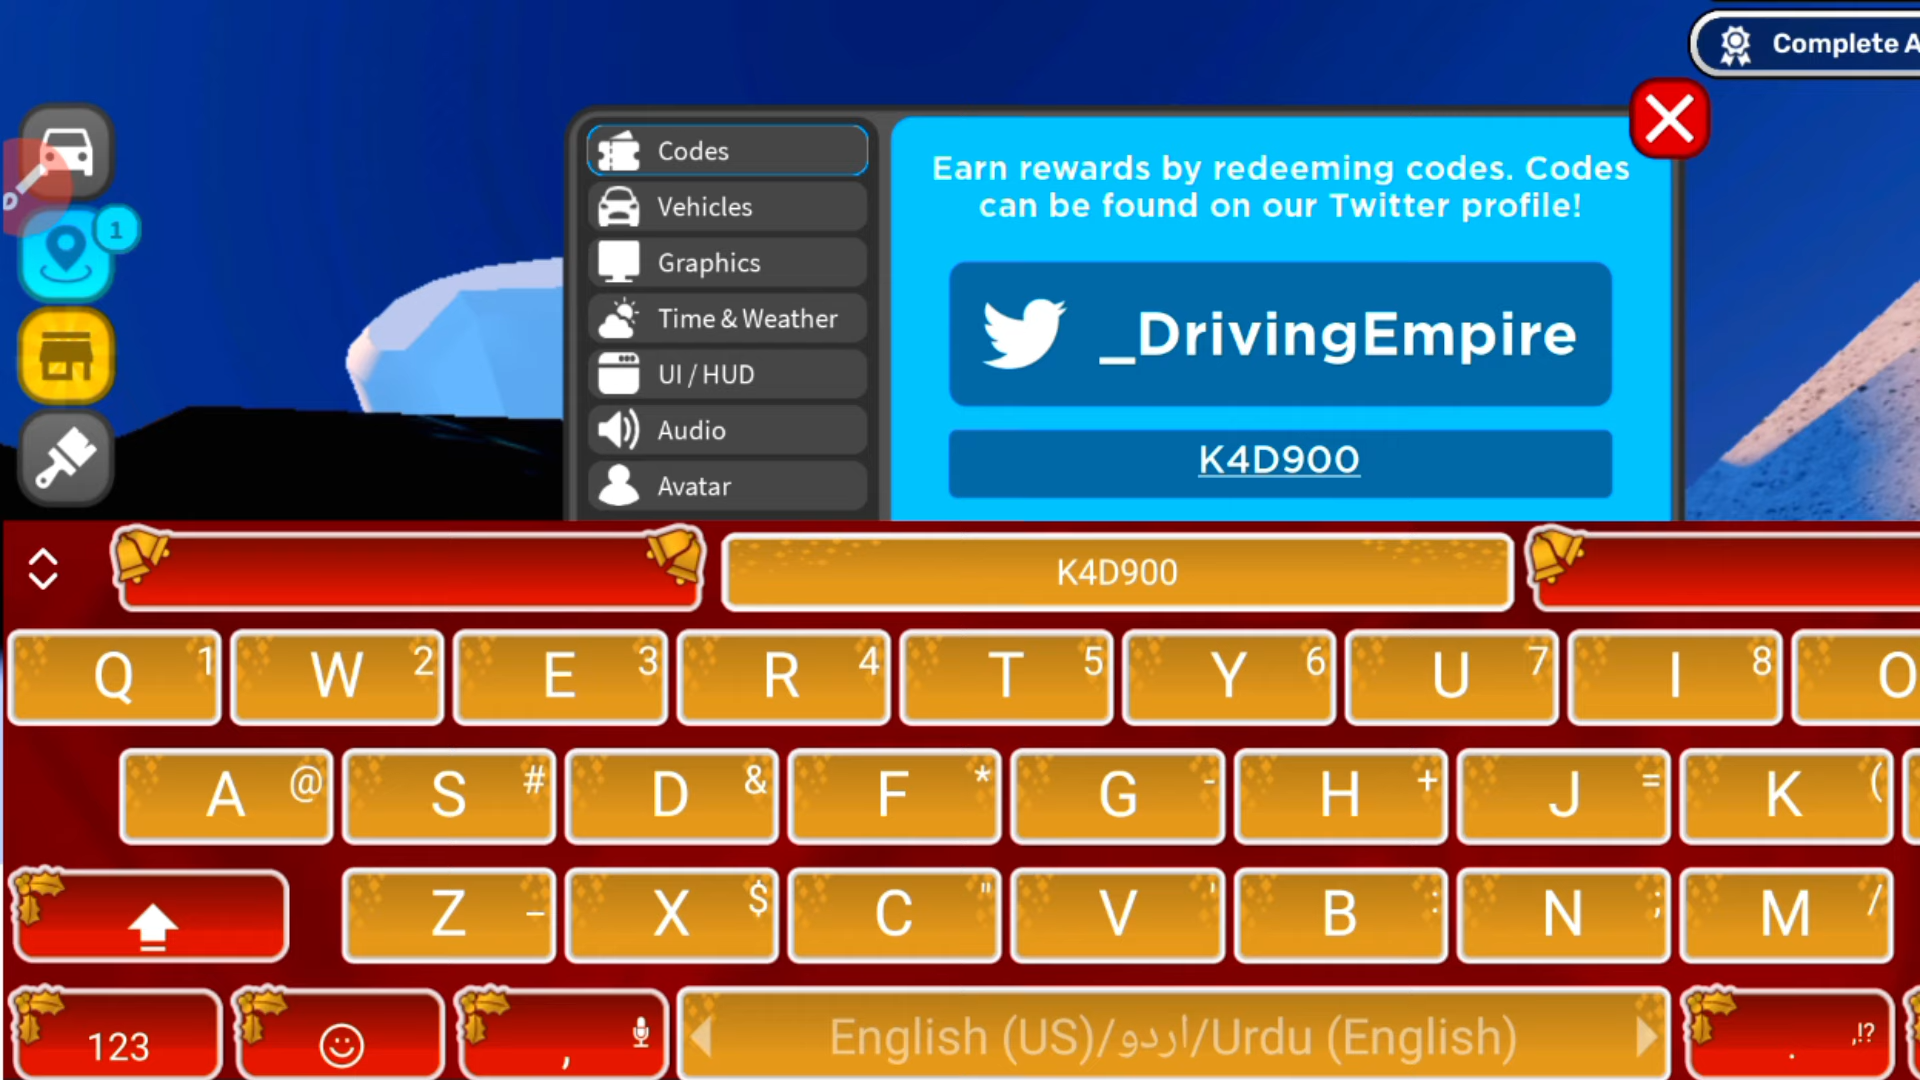 Complete A
1
Codes
Vehicles
Graphics
Time & Weather
UI / HUD
Audio
Avatar
Earn rewards by redeeming codes. Codes
can be found on our Twitter profile!
_DrivingEmpire
K4D900
K4D900
Q 1 W 2 E 3 R 4 T 5 Y 6 U 7 I 8 O
A @ S # D & F * G - H + J = K (
Z _ X $ C " V ' B : N ; M /
123 , English (US)/اردو/Urdu (English) . ,!?